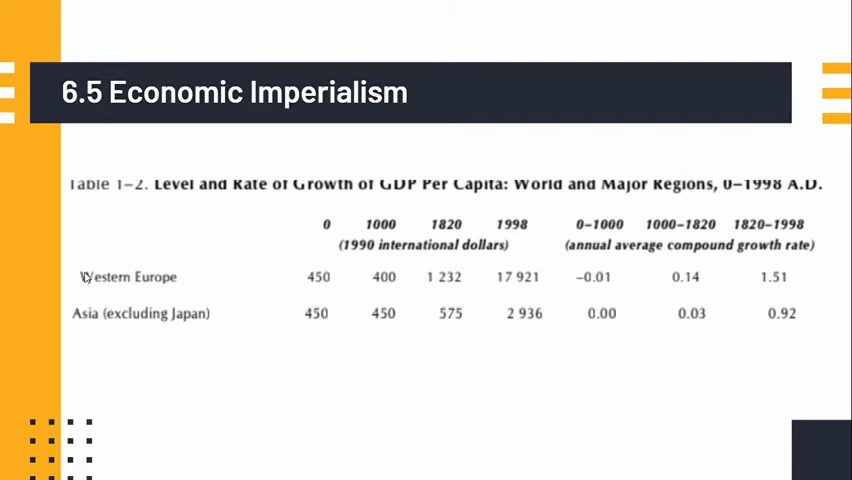 6.5 Economic Imperialism
Table 1–2. Level and Rate of Growth of GDP Per Capita: World and Major Regions, 0–1998 A.D.
0 1000 1820 1998 0–1000 1000–1820 1820–1998
(1990 international dollars) (annual average compound growth rate)
Western Europe 450 400 1 232 17 921 –0.01 0.14 1.51
Asia (excluding Japan) 450 450 575 2 936 0.00 0.03 0.92